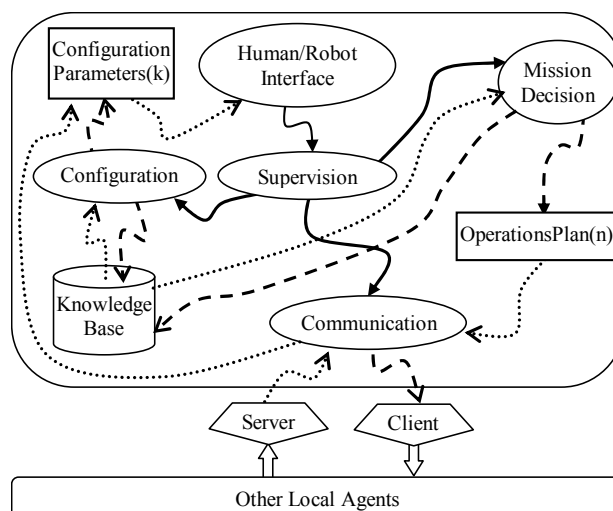 Configuration
Parameters(k)
Human/Robot
Interface
Mission
Decision
Configuration
Supervision
OperationsPlan(n)
Knowledge
Base
Communication
Server
Client
Other Local Agents